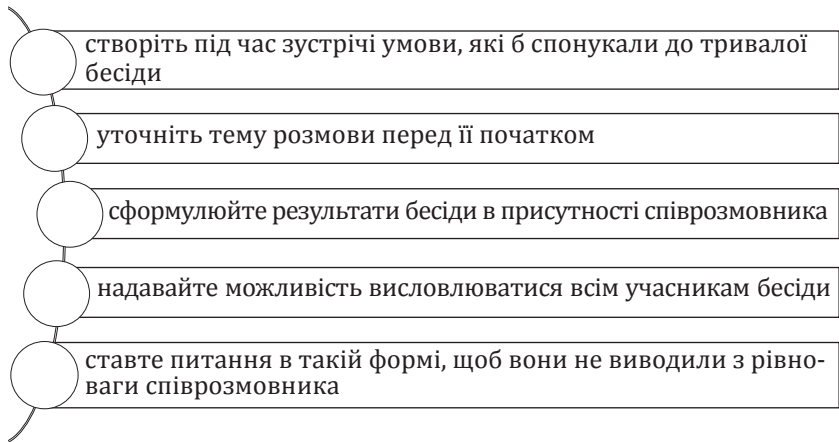 створіть під час зустрічі умови, які б спонукали до тривалої
бесіди
уточніть тему розмови перед її початком
сформулюйте результати бесіди в присутності співрозмовника
надавайте можливість висловлюватися всім учасникам бесіди
ставте питання в такій формі, щоб вони не виводили з рівно-
ваги співрозмовника